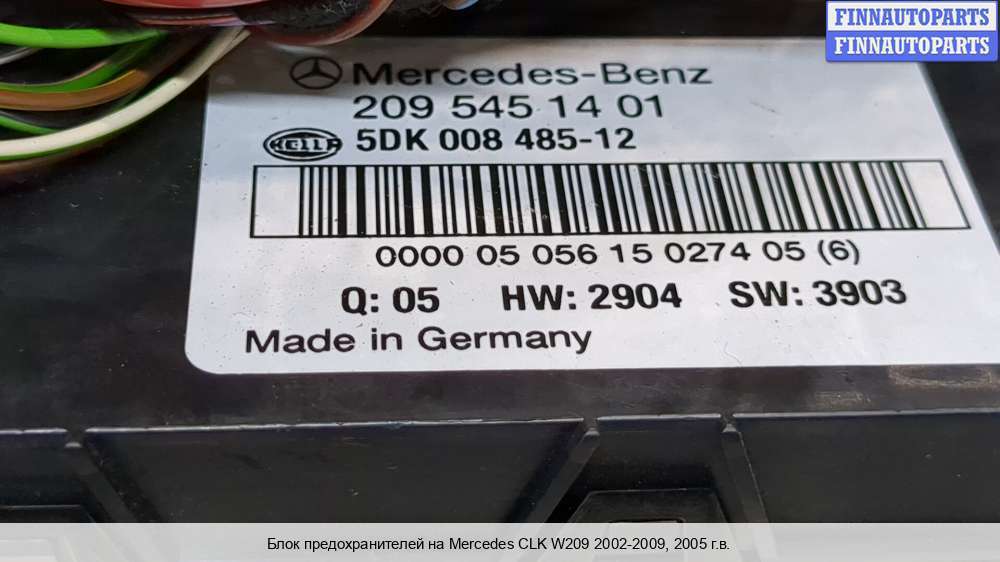 FINNAUTOPARTS
FINNAUTOPARTS
Mercedes-Benz
209 545 14 01
HELLA 5DK 008 485-12
0000 05 056 15 0274 05 (6)
Q: 05 HW: 2904 SW: 3903
Made in Germany
Блок предохранителей на Mercedes CLK W209 2002-2009, 2005 г.в.